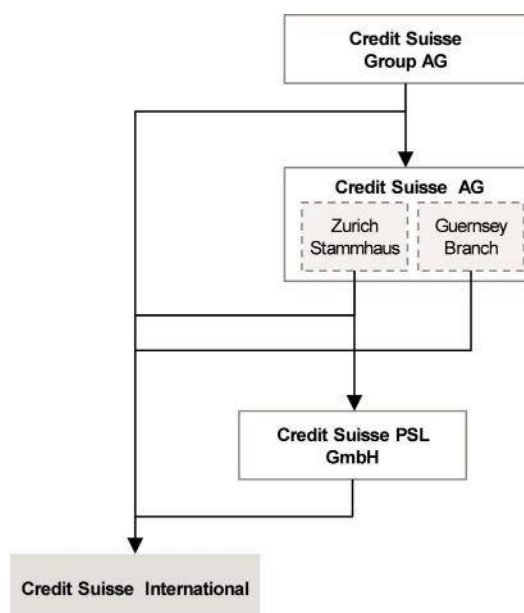 Credit Suisse
Group AG
Credit Suisse AG
Zurich
Stammhaus
Guernsey
Branch
Credit Suisse PSL
GmbH
Credit Suisse International